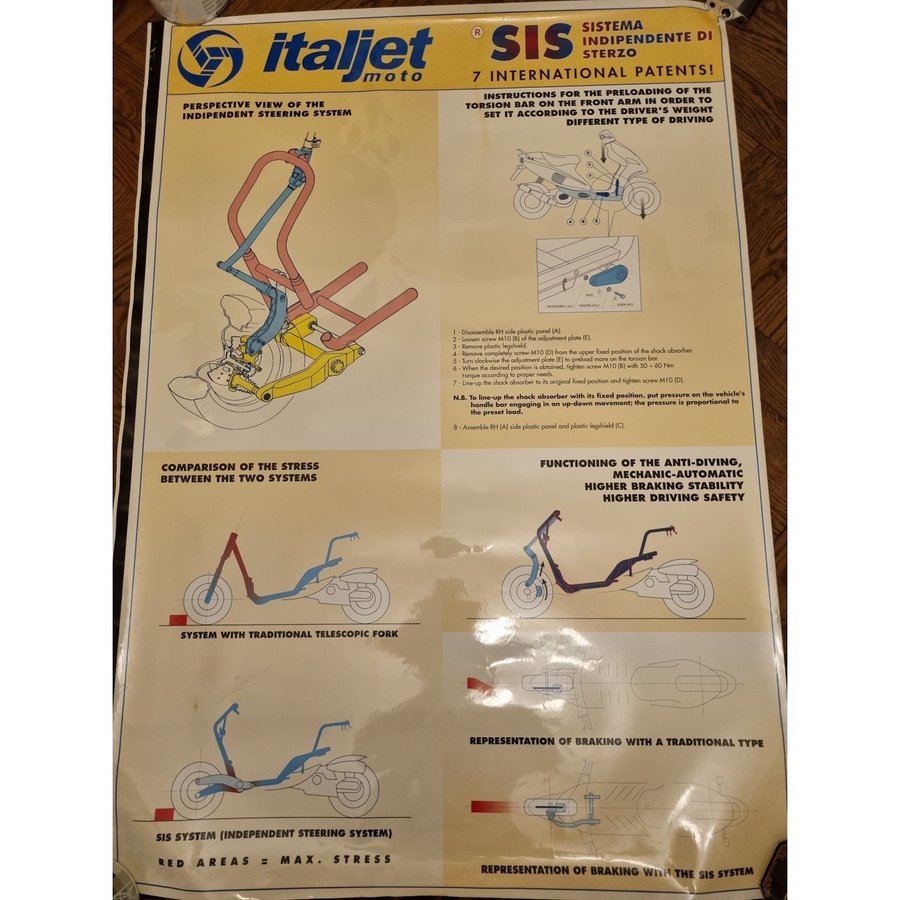 italjet
moto
® SIS SISTEMA
INDIPENDENTE DI
STERZO
7 INTERNATIONAL PATENTS!
PERSPECTIVE VIEW OF THE
INDIPENDENT STEERING SYSTEM
INSTRUCTIONS FOR THE PRELOADING OF THE
TORSION BAR ON THE FRONT ARM IN ORDER TO
SET IT ACCORDING TO THE DRIVER'S WEIGHT
DIFFERENT TYPE OF DRIVING
1 - Disassemble RH side plastic panel (A).
2 - Loosen screw M10 (B) of the adjustment plate (E).
3 - Remove plastic legshield.
4 - Remove completely screw M10 (D) from the upper fixed position of the shock absorber.
5 - Turn clockwise the adjustment plate (E) to preload more on the torsion bar.
6 - When the desired position is obtained, tighten screw M10 (B) with 50 ÷ 60 Nm
torque according to proper needs.
7 - Line-up the shock absorber to its original fixed position and tighten screw M10 (D).
N.B. To line-up the shock absorber with its fixed position, put pressure on the vehicle's
handle bar engaging in an up-down movement; the pressure is proportional to
the preset load.
8 - Assemble RH (A) side plastic panel and plastic legshield (C).
COMPARISON OF THE STRESS
BETWEEN THE TWO SYSTEMS
SYSTEM WITH TRADITIONAL TELESCOPIC FORK
SIS SYSTEM (INDEPENDENT STEERING SYSTEM)
RED AREAS = MAX. STRESS
FUNCTIONING OF THE ANTI-DIVING,
MECHANIC-AUTOMATIC
HIGHER BRAKING STABILITY
HIGHER DRIVING SAFETY
REPRESENTATION OF BRAKING WITH A TRADITIONAL TYPE
REPRESENTATION OF BRAKING WITH THE SIS SYSTEM